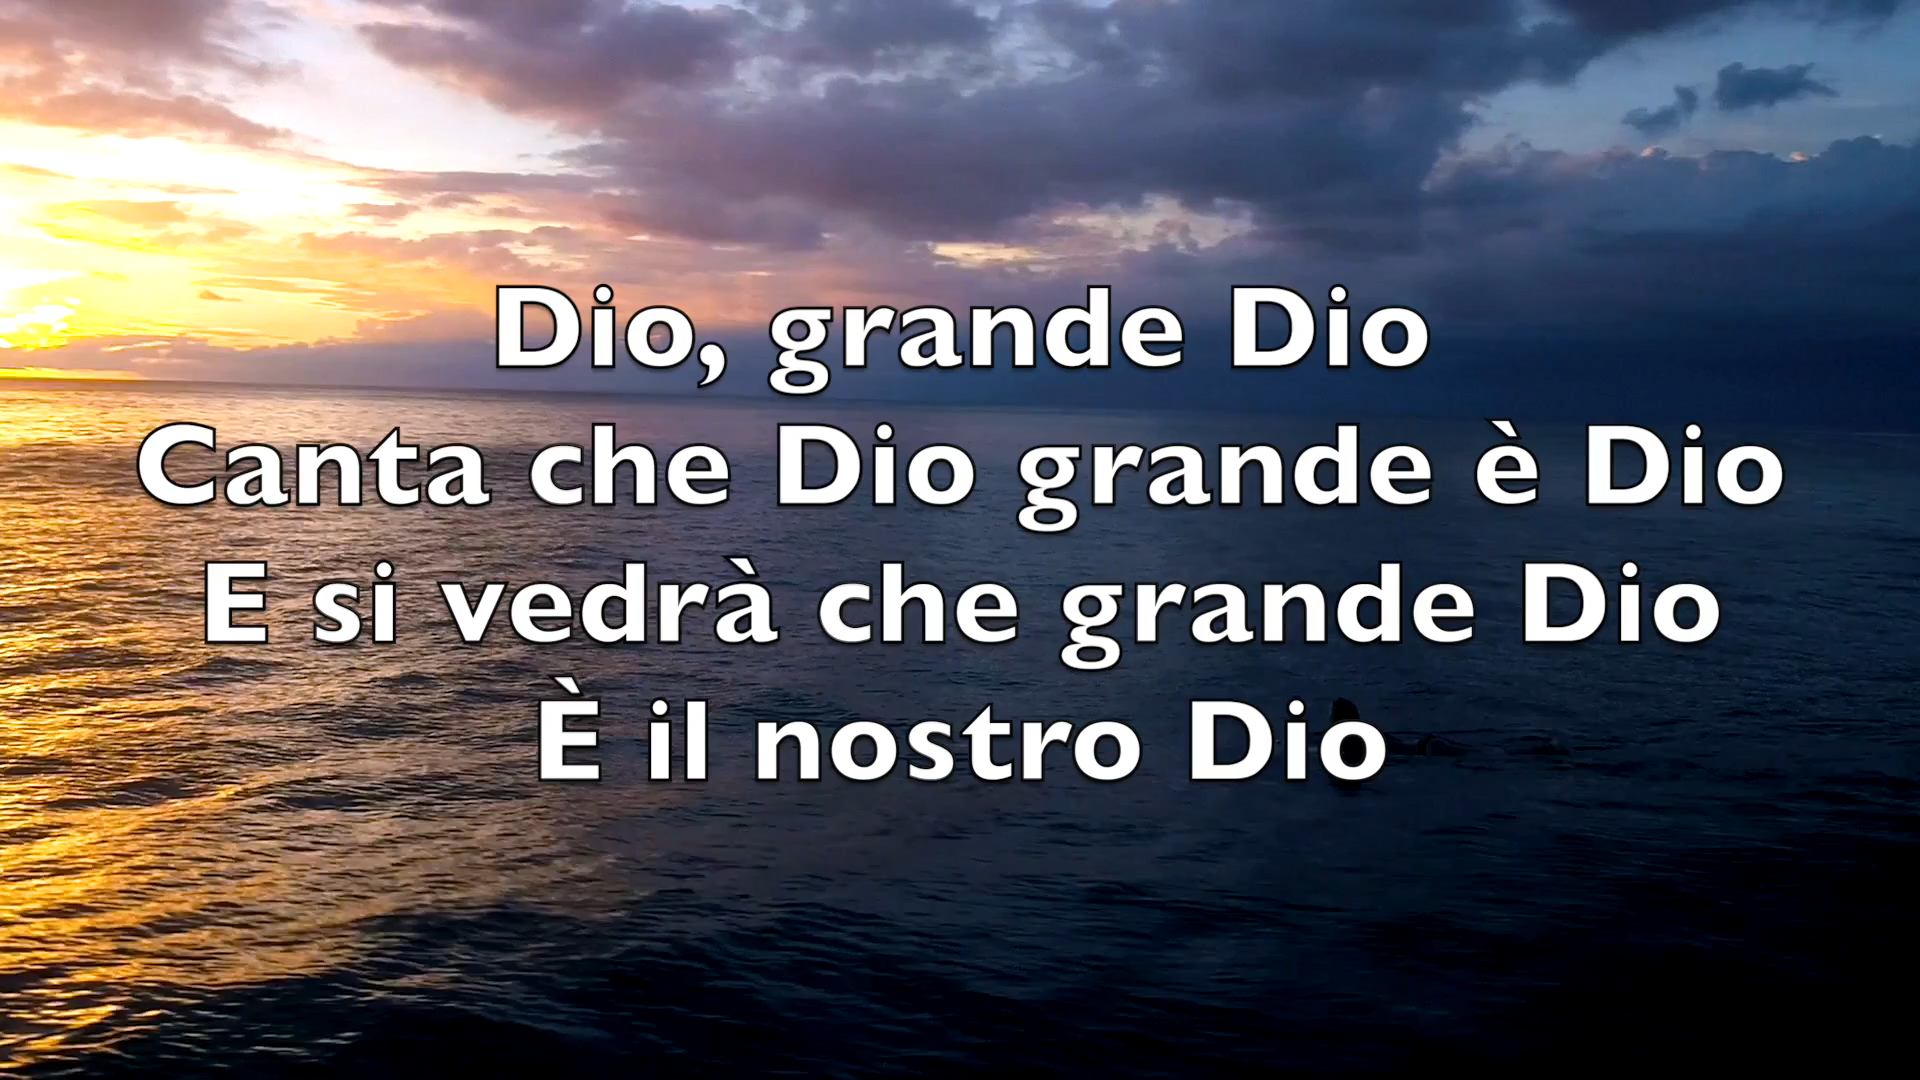 Dio, grande Dio
Canta che Dio grande è Dio
E si vedrà che grande Dio
È il nostro Dio